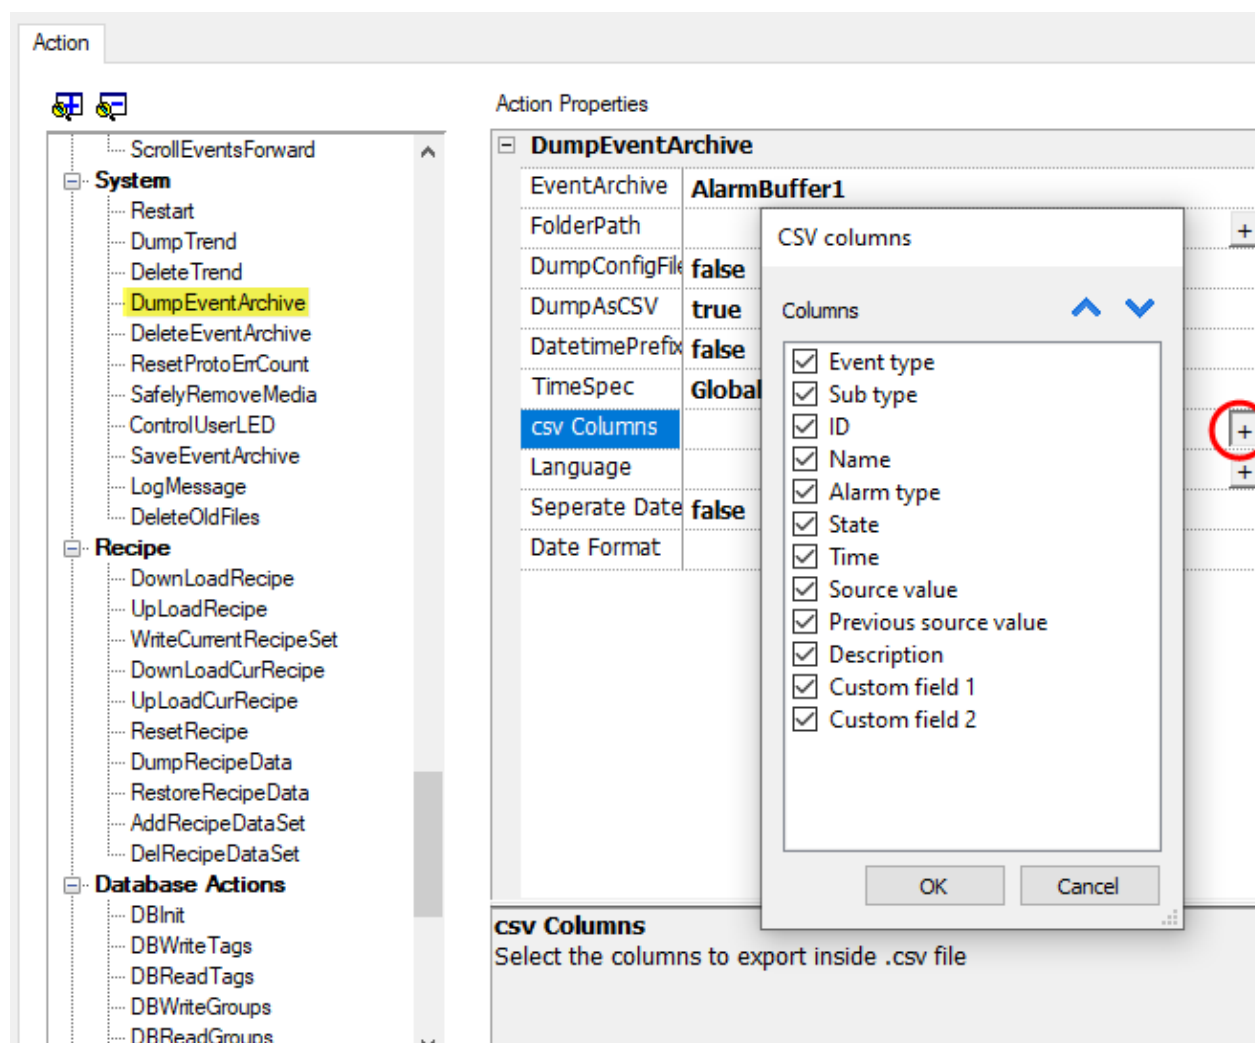 Action
Action Properties
ScrollEventsForward
System
Restart
DumpTrend
DeleteTrend
DumpEventArchive
DeleteEventArchive
ResetProtoErrCount
SafelyRemoveMedia
ControlUserLED
SaveEventArchive
LogMessage
DeleteOldFiles
Recipe
DownLoadRecipe
UpLoadRecipe
WriteCurrentRecipeSet
DownLoadCurRecipe
UpLoadCurRecipe
ResetRecipe
DumpRecipeData
RestoreRecipeData
AddRecipeDataSet
DelRecipeDataSet
Database Actions
DBInit
DBWriteTags
DBReadTags
DBWriteGroups
DBReadGroups
DumpEventArchive
EventArchive AlarmBuffer1
FolderPath +
DumpConfigFile false
DumpAsCSV true
DatetimePrefix false
TimeSpec Global
csv Columns +
Language +
Seperate Date false
Date Format
CSV columns
Columns
Event type
Sub type
ID
Name
Alarm type
State
Time
Source value
Previous source value
Description
Custom field 1
Custom field 2
OK Cancel
csv Columns
Select the columns to export inside .csv file